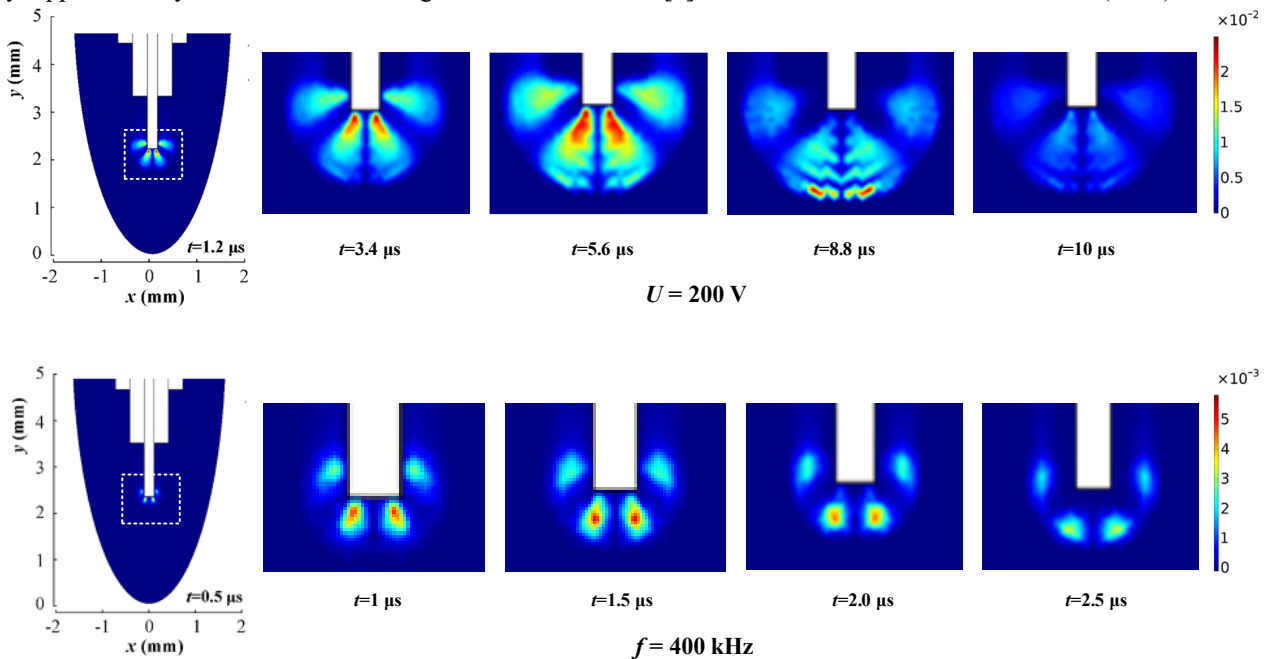 ×10⁻²
y (mm)
5
4
3
2
1
0
t=1.2 µs
-2 -1 0 1 2
x (mm)
2
1.5
1
0.5
0
t=3.4 µs t=5.6 µs t=8.8 µs t=10 µs
U = 200 V
×10⁻³
y (mm)
5
4
3
2
1
0
t=0.5 µs
-2 -1 0 1 2
x (mm)
5
4
3
2
1
0
t=1 µs t=1.5 µs t=2.0 µs t=2.5 µs
f = 400 kHz